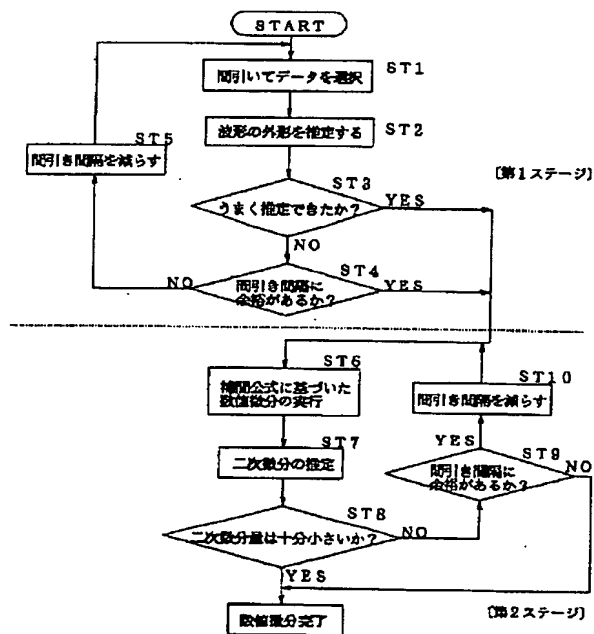 START
間引いてデータを選択
ST1
波形の外形を推定する
ST2
ST5
間引き間隔を減らす
〔第1ステージ〕
ST3
うまく推定できたか?
YES
NO
ST4
間引き間隔に
余裕があるか?
NO
YES
ST6
補間公式に基づいた
数値微分の実行
ST10
間引き間隔を減らす
ST7
二次微分の推定
YES
ST9
間引き間隔に
余裕があるか?
NO
ST8
二次微分量は十分小さいか?
NO
YES
数値微分完了
〔第2ステージ〕